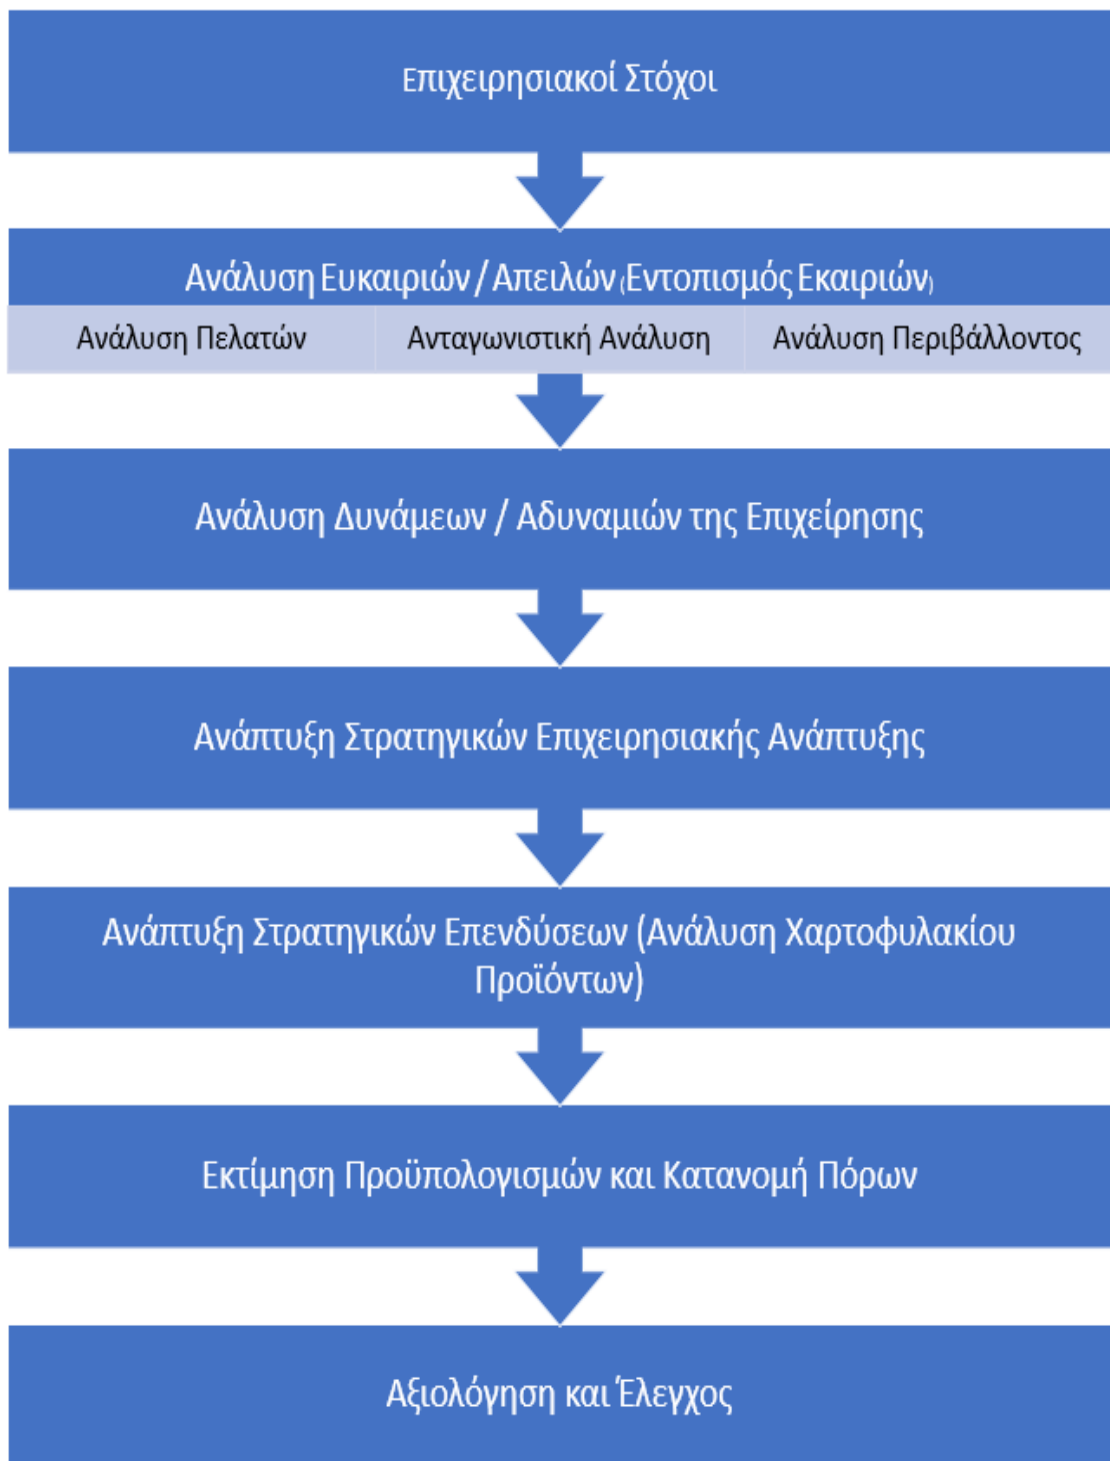 Επιχειρησιακοί Στόχοι
Ανάλυση Ευκαιριών / Απειλών (Εντοπισμός Εκαιριών)
Ανάλυση Πελατών
Ανταγωνιστική Ανάλυση
Ανάλυση Περιβάλλοντος
Ανάλυση Δυνάμεων / Αδυναμιών της Επιχείρησης
Ανάπτυξη Στρατηγικών Επιχειρησιακής Ανάπτυξης
Ανάπτυξη Στρατηγικών Επενδύσεων (Ανάλυση Χαρτοφυλακίου
Προϊόντων)
Εκτίμηση Προϋπολογισμών και Κατανομή Πόρων
Αξιολόγηση και Έλεγχος